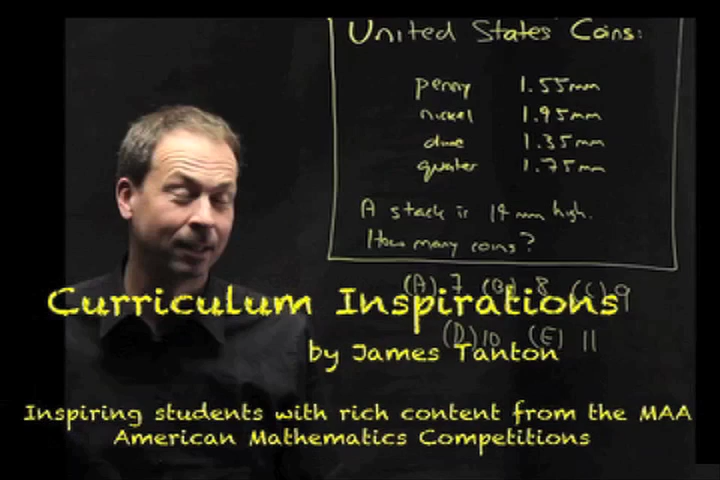 United States Coins:
penny 1.55mm
nickel 1.95mm
dime 1.35mm
quater 1.75mm
A stack is 14 mm high.
How many coins?
(A) 7 (B) 8 (C) 9
Curriculum Inspirations
(D) 10 (E) 11
by James Tanton
Inspiring students with rich content from the MAA
American Mathematics Competitions